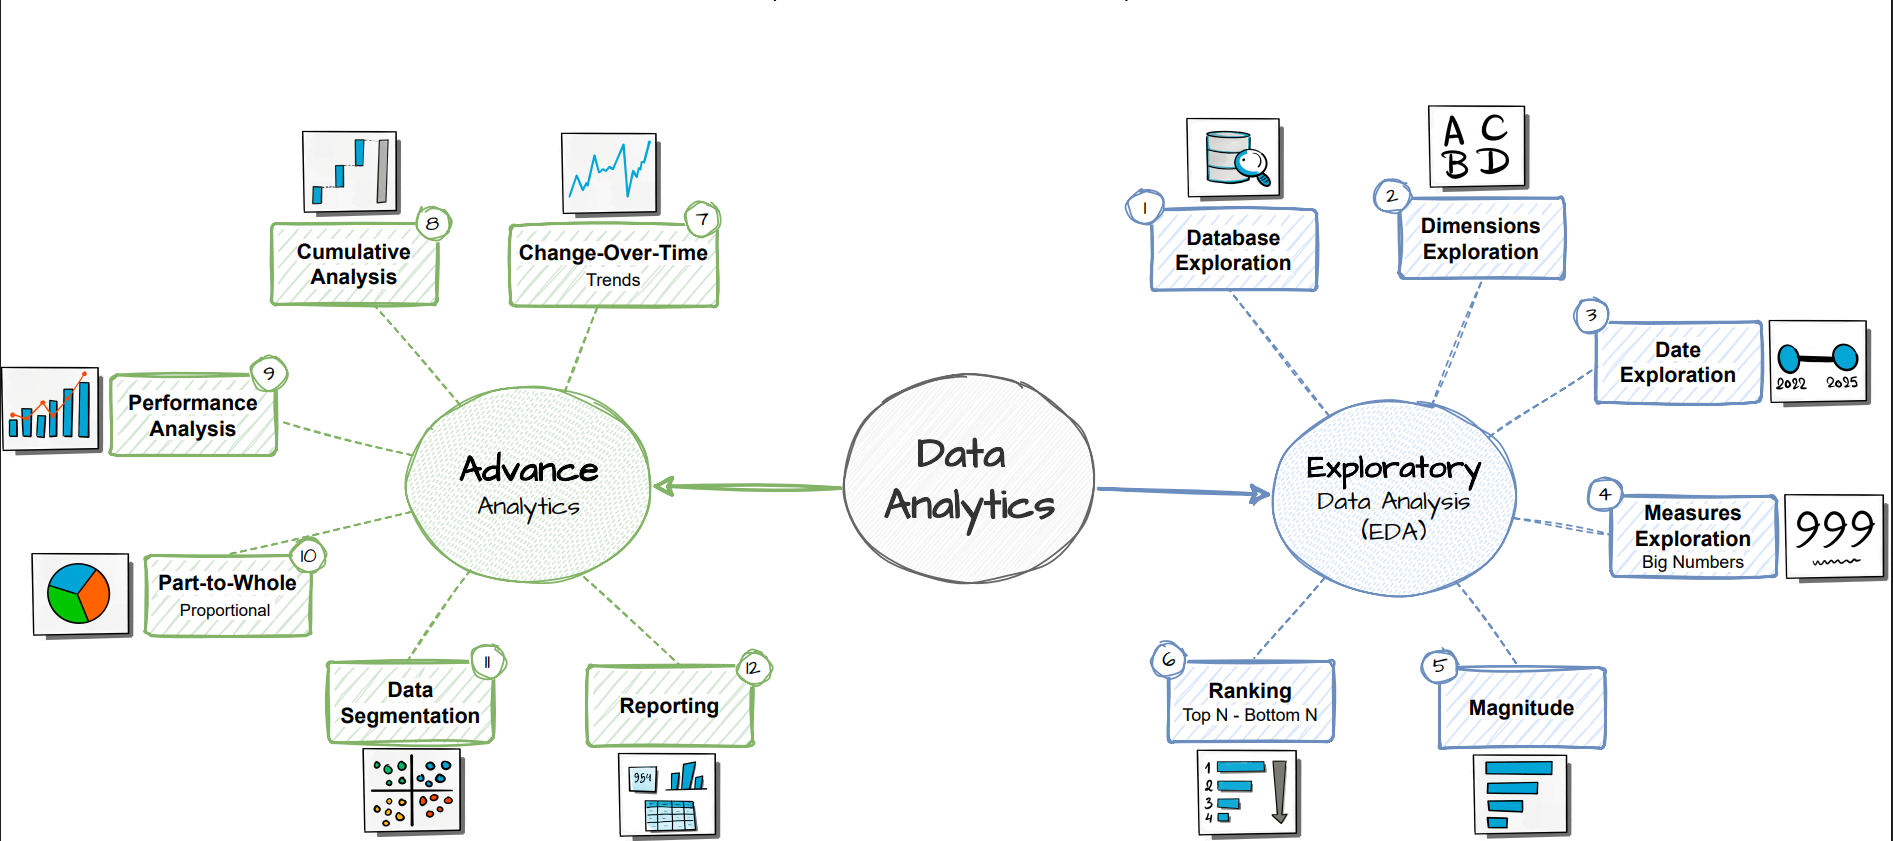 Data
Analytics
Advance
Analytics
Exploratory
Data Analysis
(EDA)
1
Database
Exploration
2
Dimensions
Exploration
A C
B D
3
Date
Exploration
2022 2025
4
Measures
Exploration
Big Numbers
999
5
Magnitude
6
Ranking
Top N - Bottom N
1
2
3
4
7
Change-Over-Time
Trends
8
Cumulative
Analysis
9
Performance
Analysis
10
Part-to-Whole
Proportional
11
Data
Segmentation
12
Reporting
954